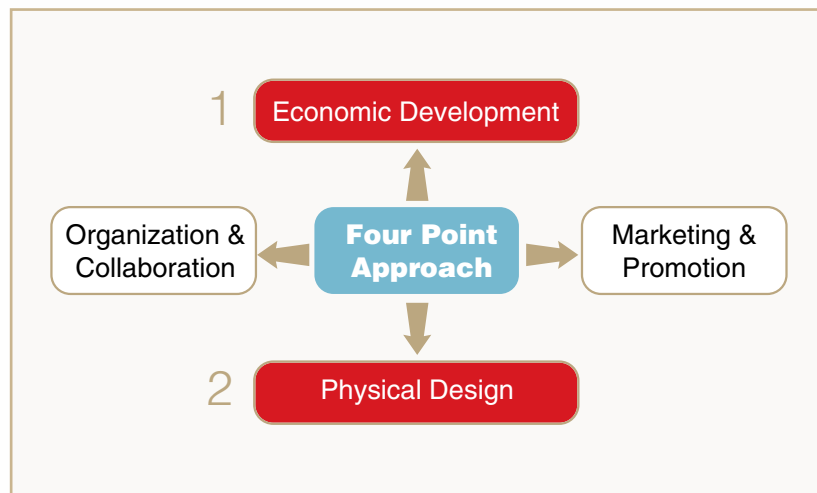 1
Economic Development
Organization &
Collaboration
Four Point
Approach
Marketing &
Promotion
2
Physical Design